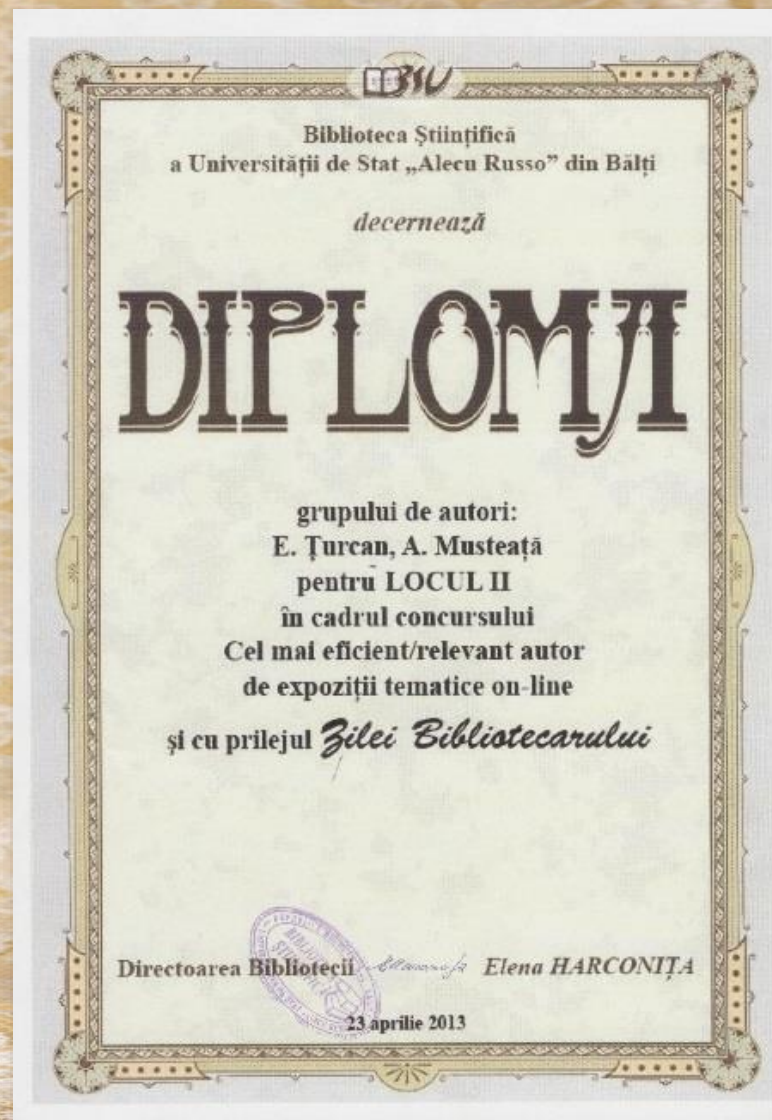 BSU
Biblioteca Științifică
a Universității de Stat „Alecu Russo” din Bălți
decernează
DIPLOMA
grupului de autori:
E. Țurcan, A. Musteață
pentru LOCUL II
în cadrul concursului
Cel mai eficient/relevant autor
de expoziții tematice on-line
și cu prilejul Zilei Bibliotecarului
Directoarea Bibliotecii Elena HARCONIȚA
23 aprilie 2013